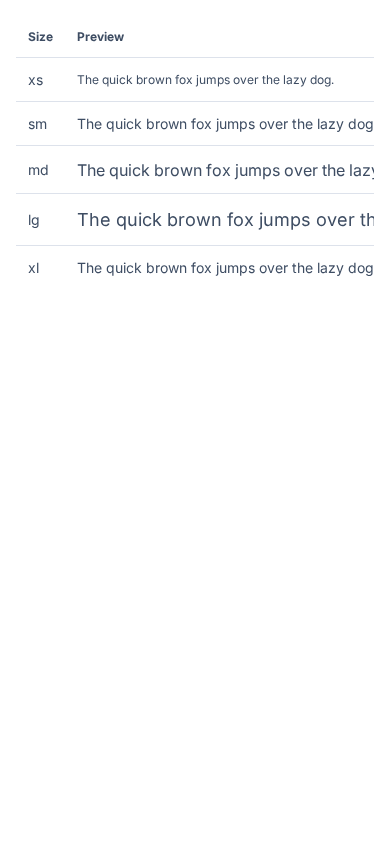 Size Preview
xs The quick brown fox jumps over the lazy dog.
sm The quick brown fox jumps over the lazy dog
md The quick brown fox jumps over the lazy
lg The quick brown fox jumps over th
xl The quick brown fox jumps over the lazy dog